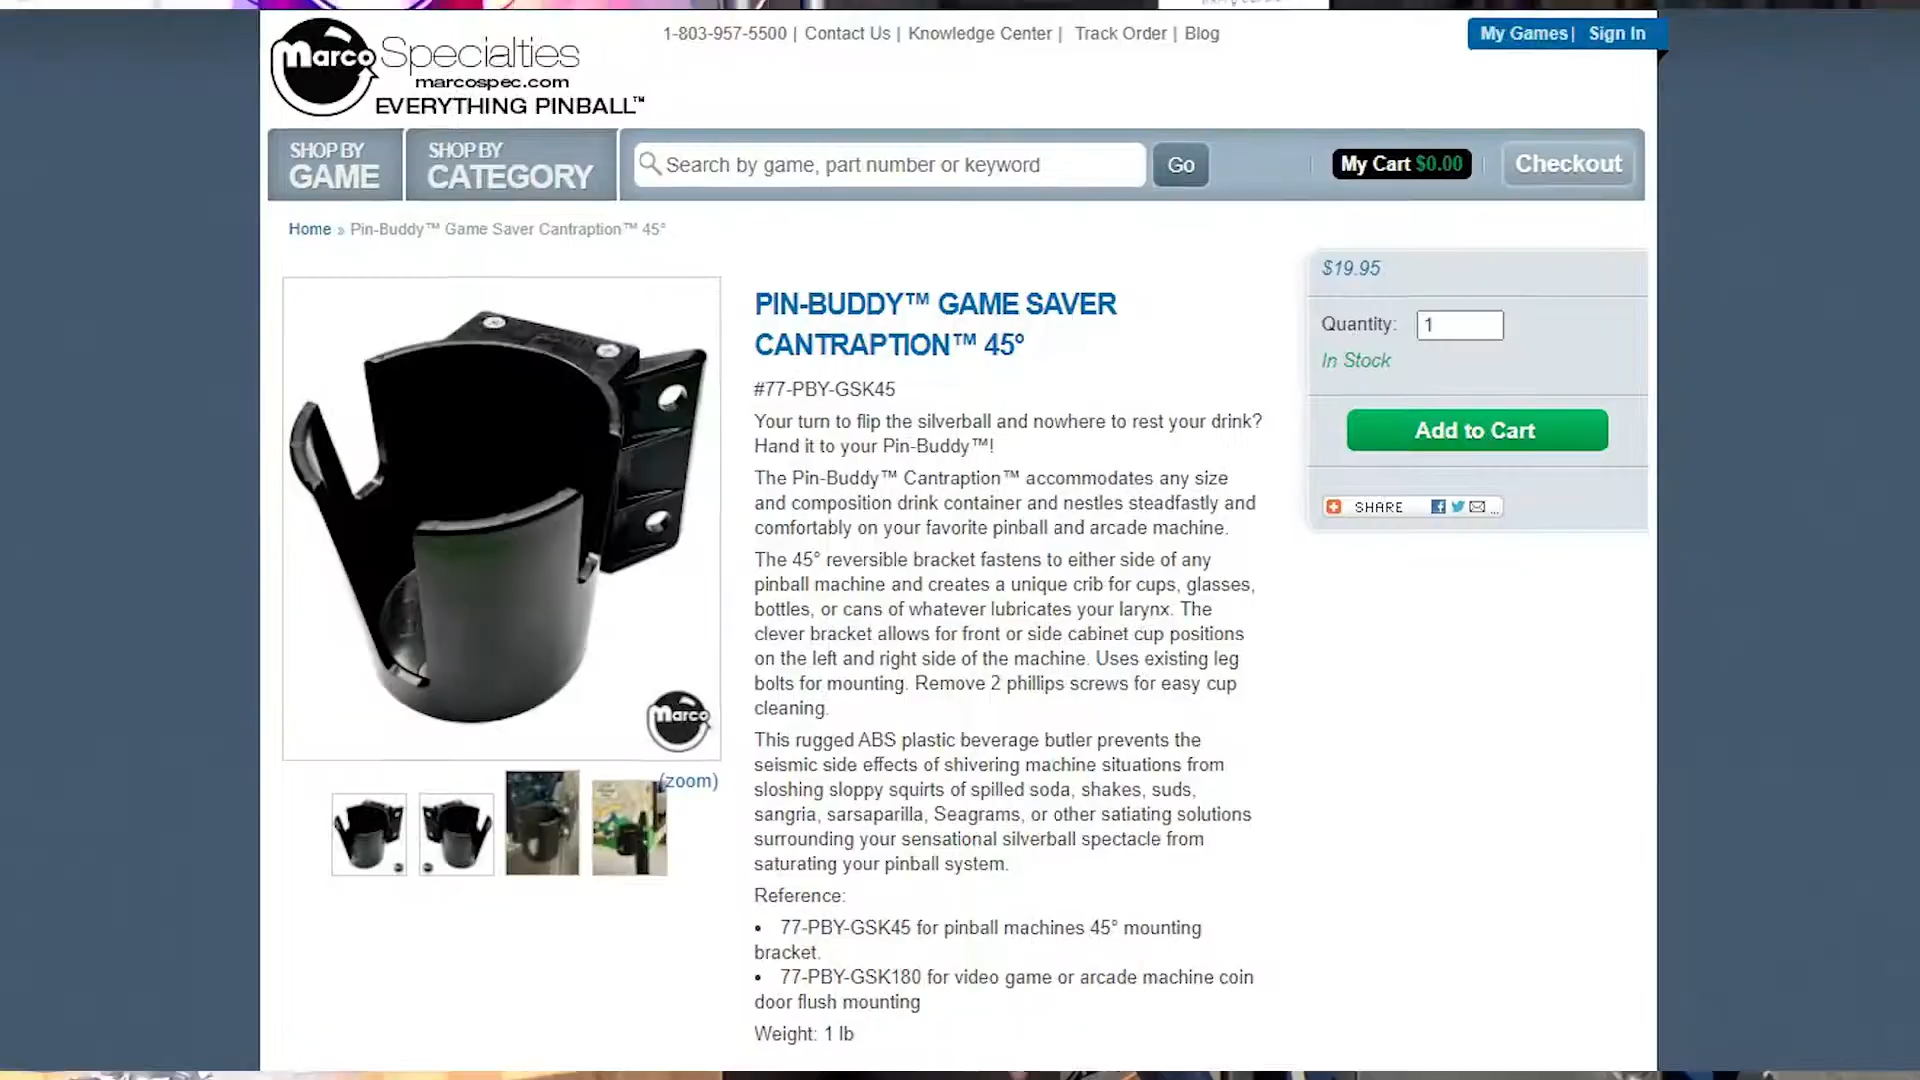 1-803-957-5500 | Contact Us | Knowledge Center | Track Order | Blog
My Games | Sign In
Marco Specialties
marcospec.com
EVERYTHING PINBALL™
SHOP BY
GAME
SHOP BY
CATEGORY
Search by game, part number or keyword
Go
My Cart $0.00
Checkout
Home » Pin-Buddy™ Game Saver Cantraption™ 45°
$19.95
Quantity: 1
In Stock
Add to Cart
SHARE
...
Marco
(zoom)
PIN-BUDDY™ GAME SAVER
CANTRAPTION™ 45°
#77-PBY-GSK45
Your turn to flip the silverball and nowhere to rest your drink?
Hand it to your Pin-Buddy™!
The Pin-Buddy™ Cantraption™ accommodates any size
and composition drink container and nestles steadfastly and
comfortably on your favorite pinball and arcade machine.
The 45° reversible bracket fastens to either side of any
pinball machine and creates a unique crib for cups, glasses,
bottles, or cans of whatever lubricates your larynx. The
clever bracket allows for front or side cabinet cup positions
on the left and right side of the machine. Uses existing leg
bolts for mounting. Remove 2 phillips screws for easy cup
cleaning.
This rugged ABS plastic beverage butler prevents the
seismic side effects of shivering machine situations from
sloshing sloppy squirts of spilled soda, shakes, suds,
sangria, sarsaparilla, Seagrams, or other satiating solutions
surrounding your sensational silverball spectacle from
saturating your pinball system.
Reference:
• 77-PBY-GSK45 for pinball machines 45° mounting
bracket.
• 77-PBY-GSK180 for video game or arcade machine coin
door flush mounting
Weight: 1 lb